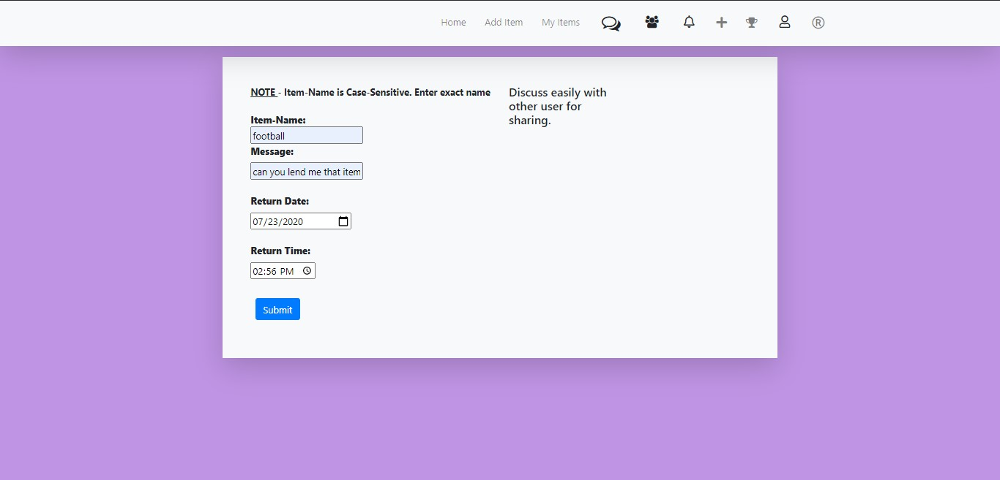 Home Add Item My Items ®
NOTE - Item-Name is Case-Sensitive. Enter exact name
Item-Name:
football
Message:
can you lend me that item
Return Date:
07/23/2020
Return Time:
02:56 PM
Submit
Discuss easily with
other user for
sharing.